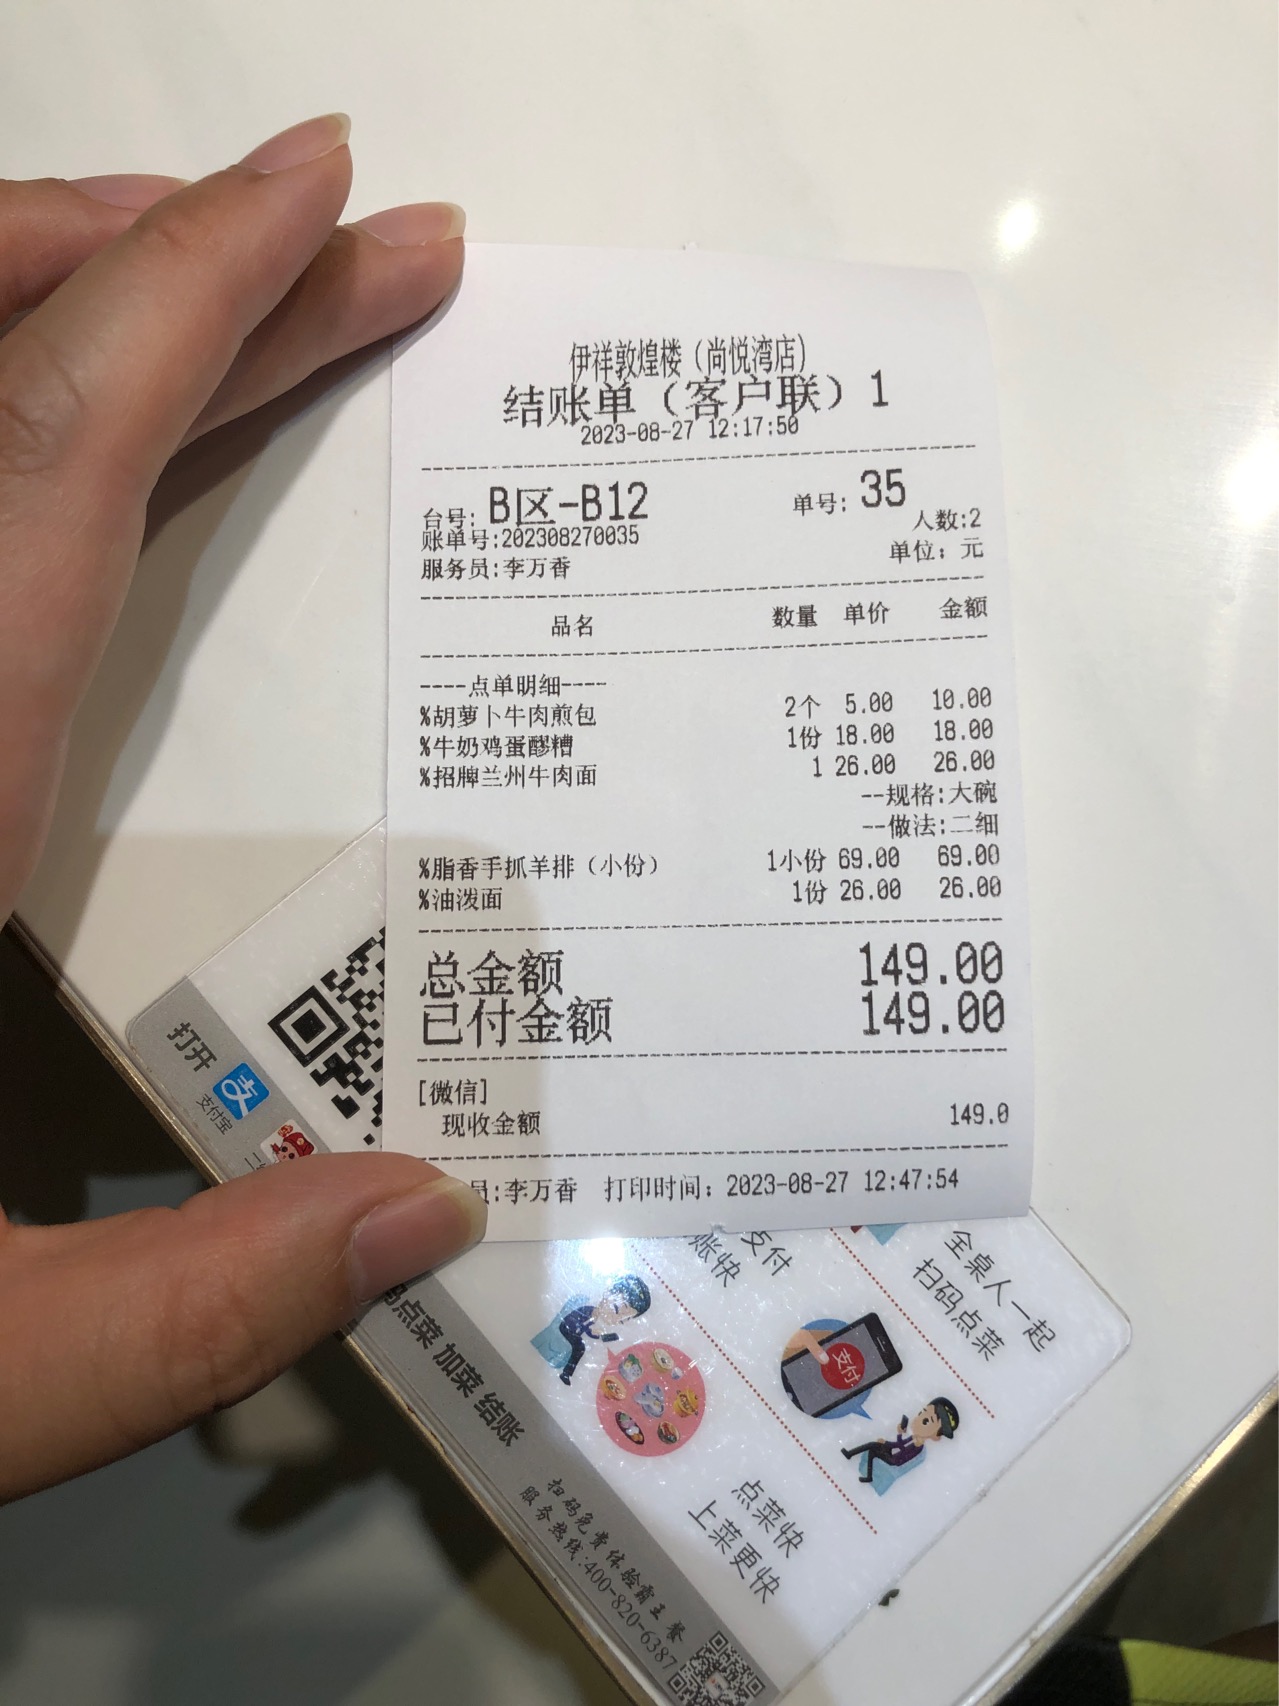 伊祥敦煌楼（尚悦湾店）
结账单（客户联）1
2023-08-27 12:17:50
台号: B区-B12 单号: 35
账单号:202308270035 人数:2
服务员:李万香 单位: 元
品名 数量 单价 金额
----点单明细----
%胡萝卜牛肉煎包 2个 5.00 10.00
%牛奶鸡蛋醪糟 1份 18.00 18.00
%招牌兰州牛肉面 1 26.00 26.00
--规格:大碗
--做法:二细
%脂香手抓羊排（小份） 1小份 69.00 69.00
%油泼面 1份 26.00 26.00
总金额 149.00
已付金额 149.00
[微信]
现收金额 149.0
员:李万香 打印时间: 2023-08-27 12:47:54
打开
支
支付宝
支付
账快
全桌人一起
扫码点菜
码点菜 加菜 结账
支付
点菜快
上菜更快
扫码免费体验霸王餐
服务热线:400-820-6387